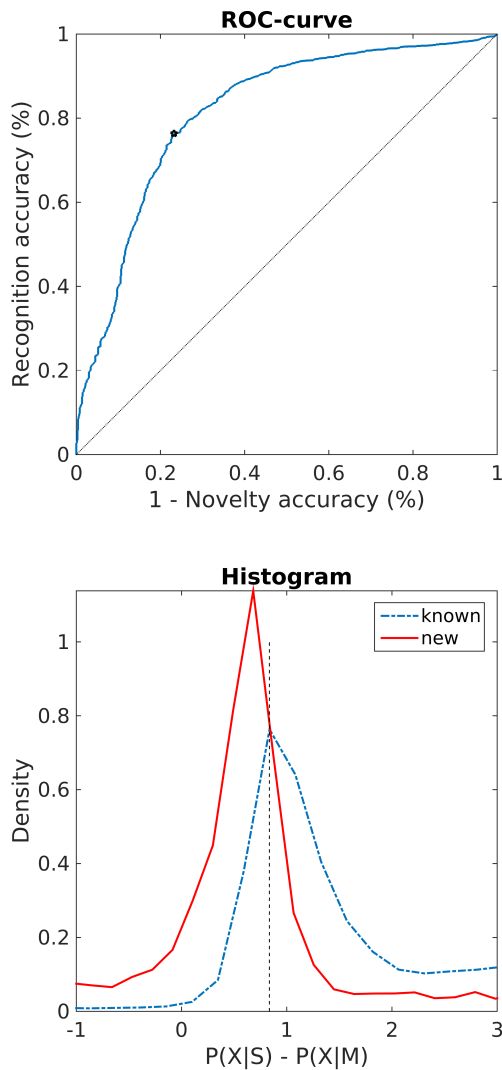 ROC-curve
1
0.8
0.6
0.4
0.2
0
Recognition accuracy (%)
0 0.2 0.4 0.6 0.8 1
1 - Novelty accuracy (%)
Histogram
known
new
1
0.8
0.6
0.4
0.2
0
Density
-1 0 1 2 3
P(X|S) - P(X|M)